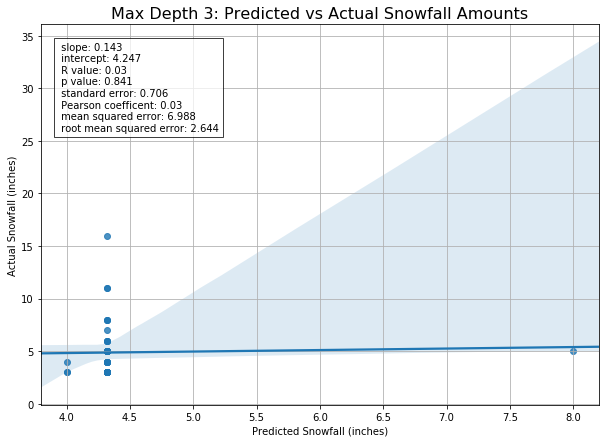 Max Depth 3: Predicted vs Actual Snowfall Amounts
slope: 0.143
intercept: 4.247
R value: 0.03
p value: 0.841
standard error: 0.706
Pearson coefficent: 0.03
mean squared error: 6.988
root mean squared error: 2.644
Actual Snowfall (inches)
35
30
25
20
15
10
5
0
4.0 4.5 5.0 5.5 6.0 6.5 7.0 7.5 8.0
Predicted Snowfall (inches)